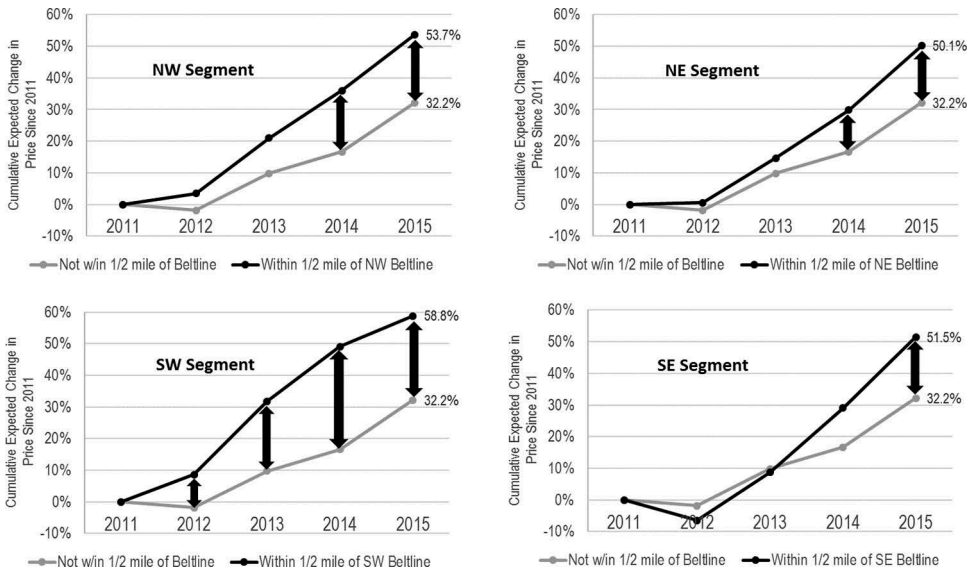 Cumulative Expected Change in
Price Since 2011
60%
50%
40%
30%
20%
10%
0%
-10%
NW Segment
53.7%
32.2%
2011 2012 2013 2014 2015
Not w/in 1/2 mile of Beltline Within 1/2 mile of NW Beltline
Cumulative Expected Change in
Price Since 2011
60%
50%
40%
30%
20%
10%
0%
-10%
NE Segment
50.1%
32.2%
2011 2012 2013 2014 2015
Not w/in 1/2 mile of Beltline Within 1/2 mile of NE Beltline
Cumulative Expected Change in
Price Since 2011
60%
50%
40%
30%
20%
10%
0%
-10%
SW Segment
58.8%
32.2%
2011 2012 2013 2014 2015
Not w/in 1/2 mile of Beltline Within 1/2 mile of SW Beltline
Cumulative Expected Change in
Price Since 2011
60%
50%
40%
30%
20%
10%
0%
-10%
SE Segment
51.5%
32.2%
2011 2012 2013 2014 2015
Not w/in 1/2 mile of Beltline Within 1/2 mile of SE Beltline